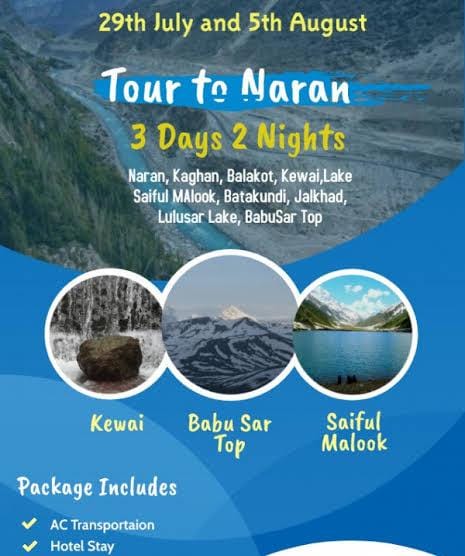 29th July and 5th August
Tour to Naran
3 Days 2 Nights
Naran, Kaghan, Balakot, Kewai,Lake
Saiful MAlook, Batakundi, Jalkhad,
Lulusar Lake, BabuSar Top
Kewai
Babu Sar
Top
Saiful
Malook
Package Includes
AC Transportaion
Hotel Stay